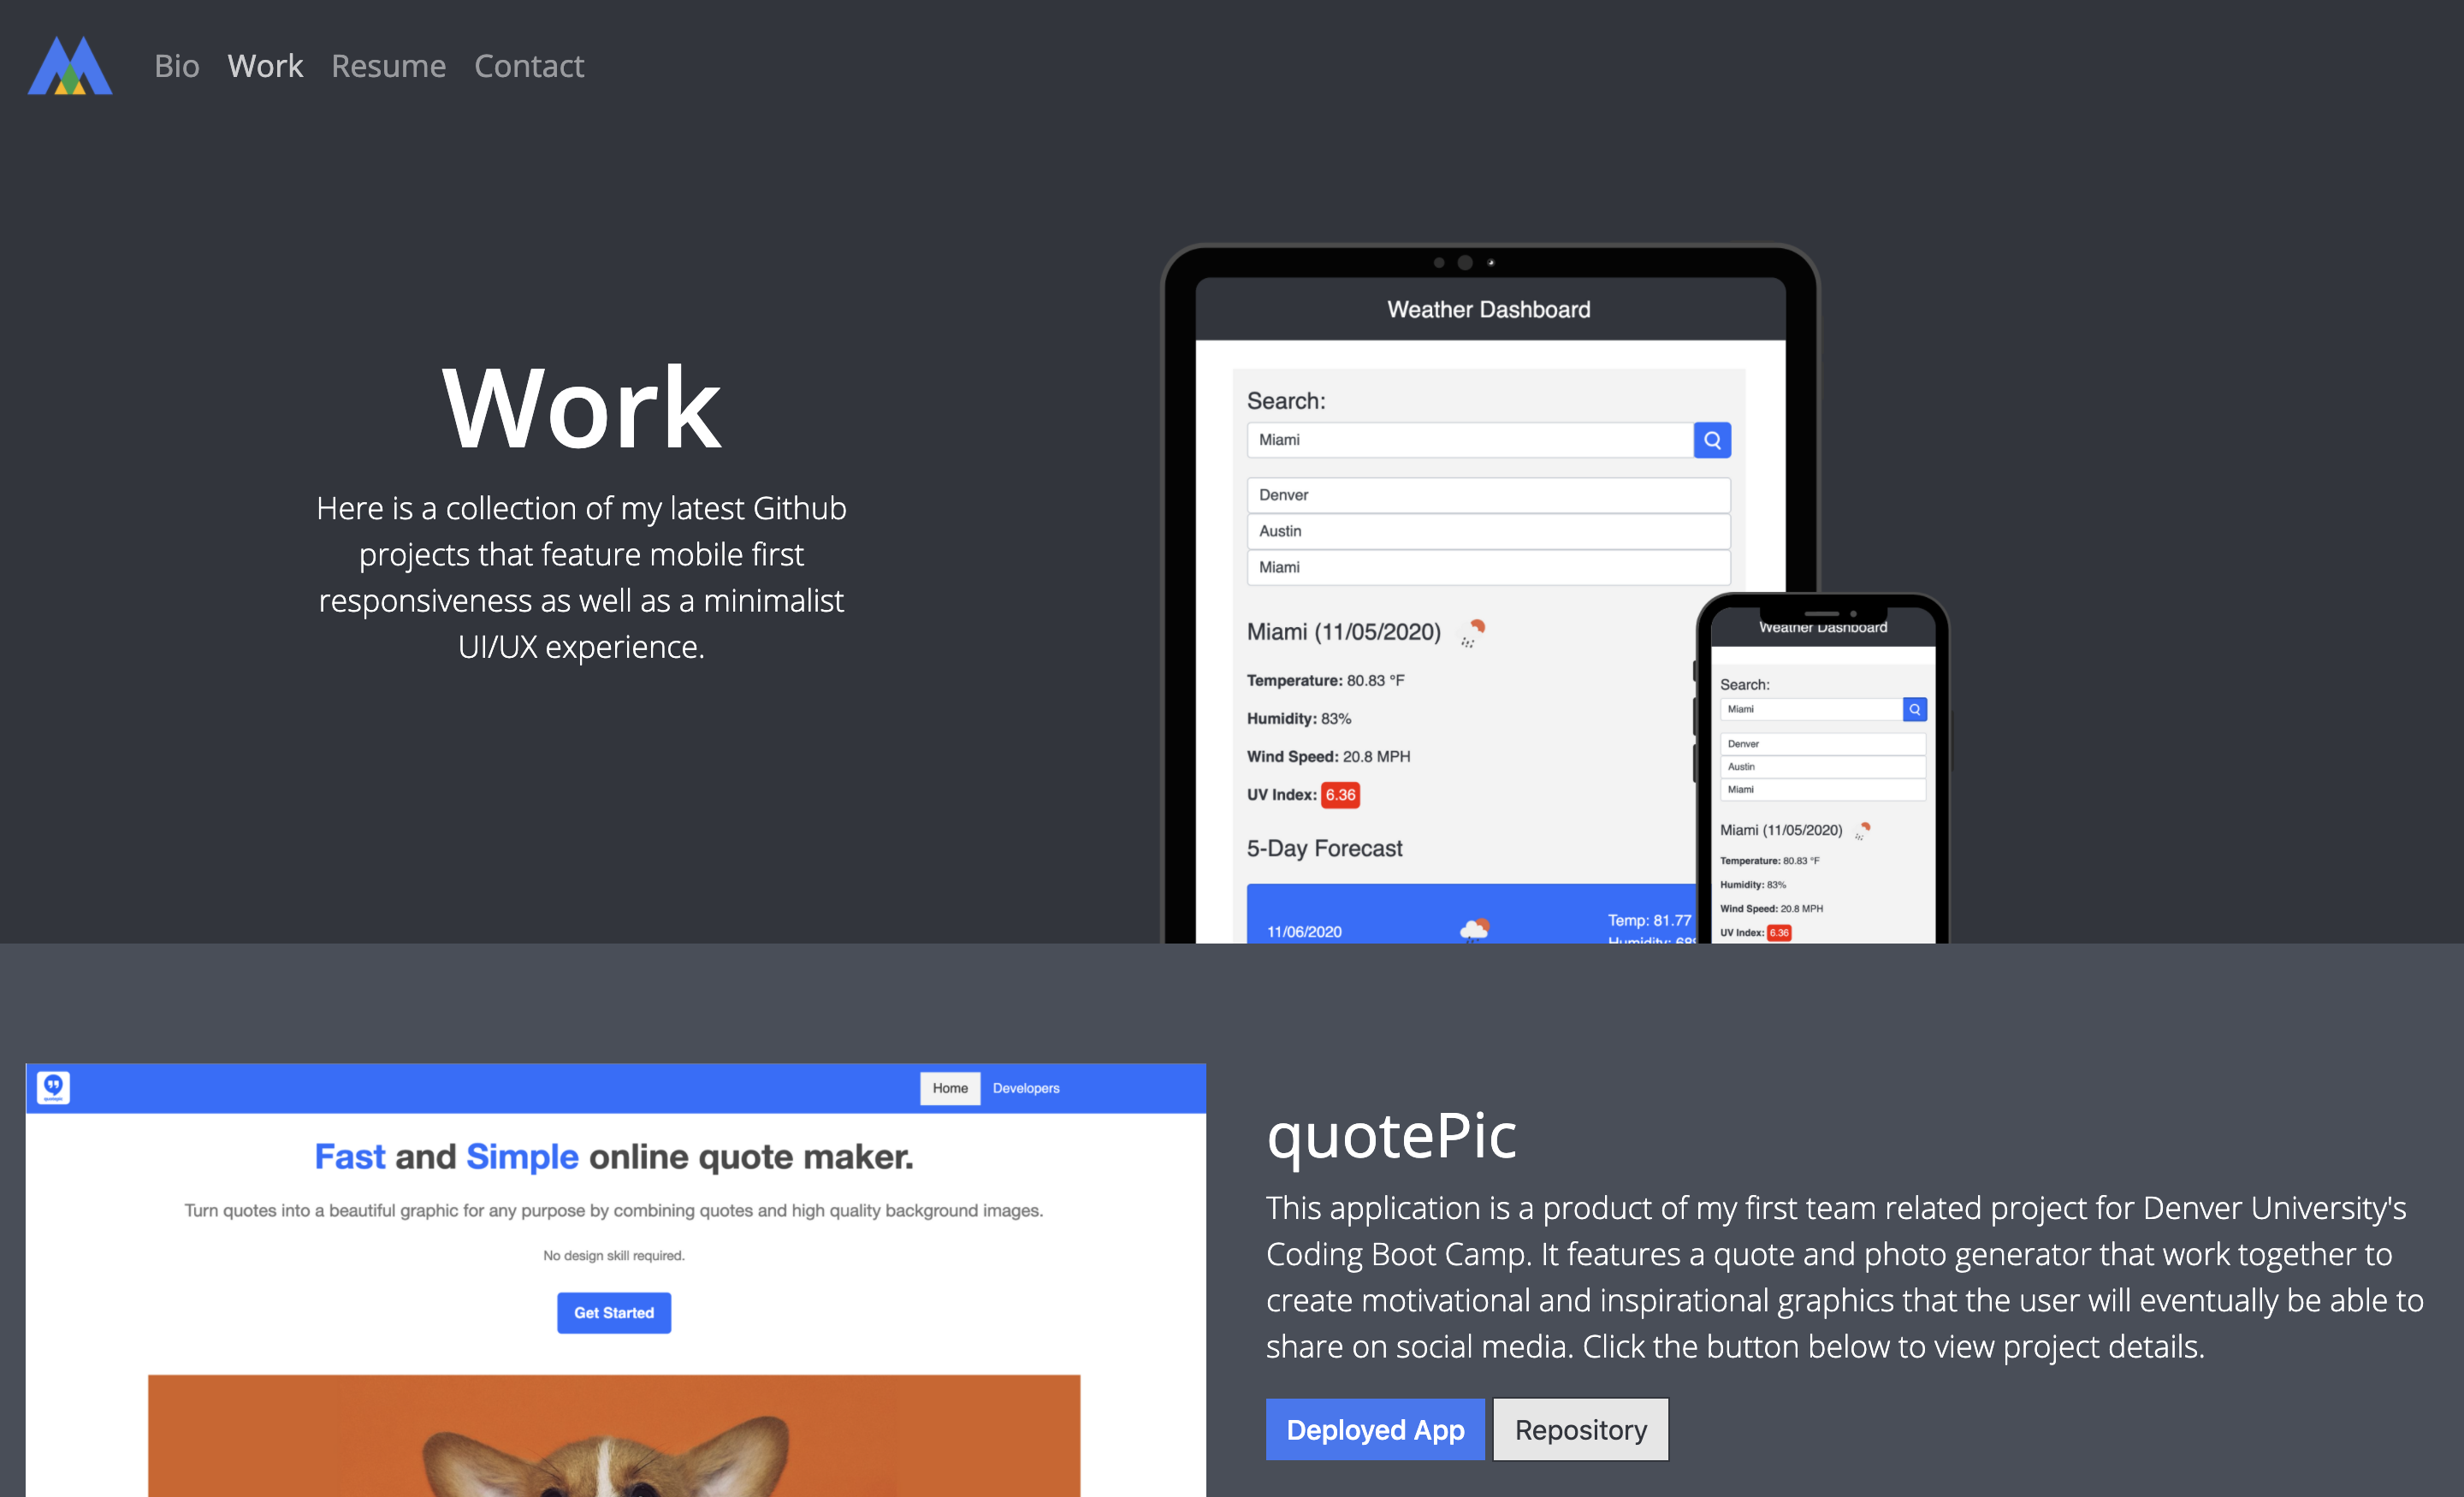 Bio Work Resume Contact
Work
Here is a collection of my latest Github
projects that feature mobile first
responsiveness as well as a minimalist
UI/UX experience.
Weather Dashboard
Search:
Miami
Denver
Austin
Miami
Miami (11/05/2020)
Temperature: 80.83 °F
Humidity: 83%
Wind Speed: 20.8 MPH
UV Index: 6.36
5-Day Forecast
11/06/2020
Temp: 81.77
Weather Dashboard
Search:
Miami
Denver
Austin
Miami
Miami (11/05/2020)
Temperature: 80.83 °F
Humidity: 83%
Wind Speed: 20.8 MPH
UV Index: 6.36
Home Developers
Fast and Simple online quote maker.
Turn quotes into a beautiful graphic for any purpose by combining quotes and high quality background images.
No design skill required.
Get Started
quotePic
This application is a product of my first team related project for Denver University's
Coding Boot Camp. It features a quote and photo generator that work together to
create motivational and inspirational graphics that the user will eventually be able to
share on social media. Click the button below to view project details.
Deployed App Repository